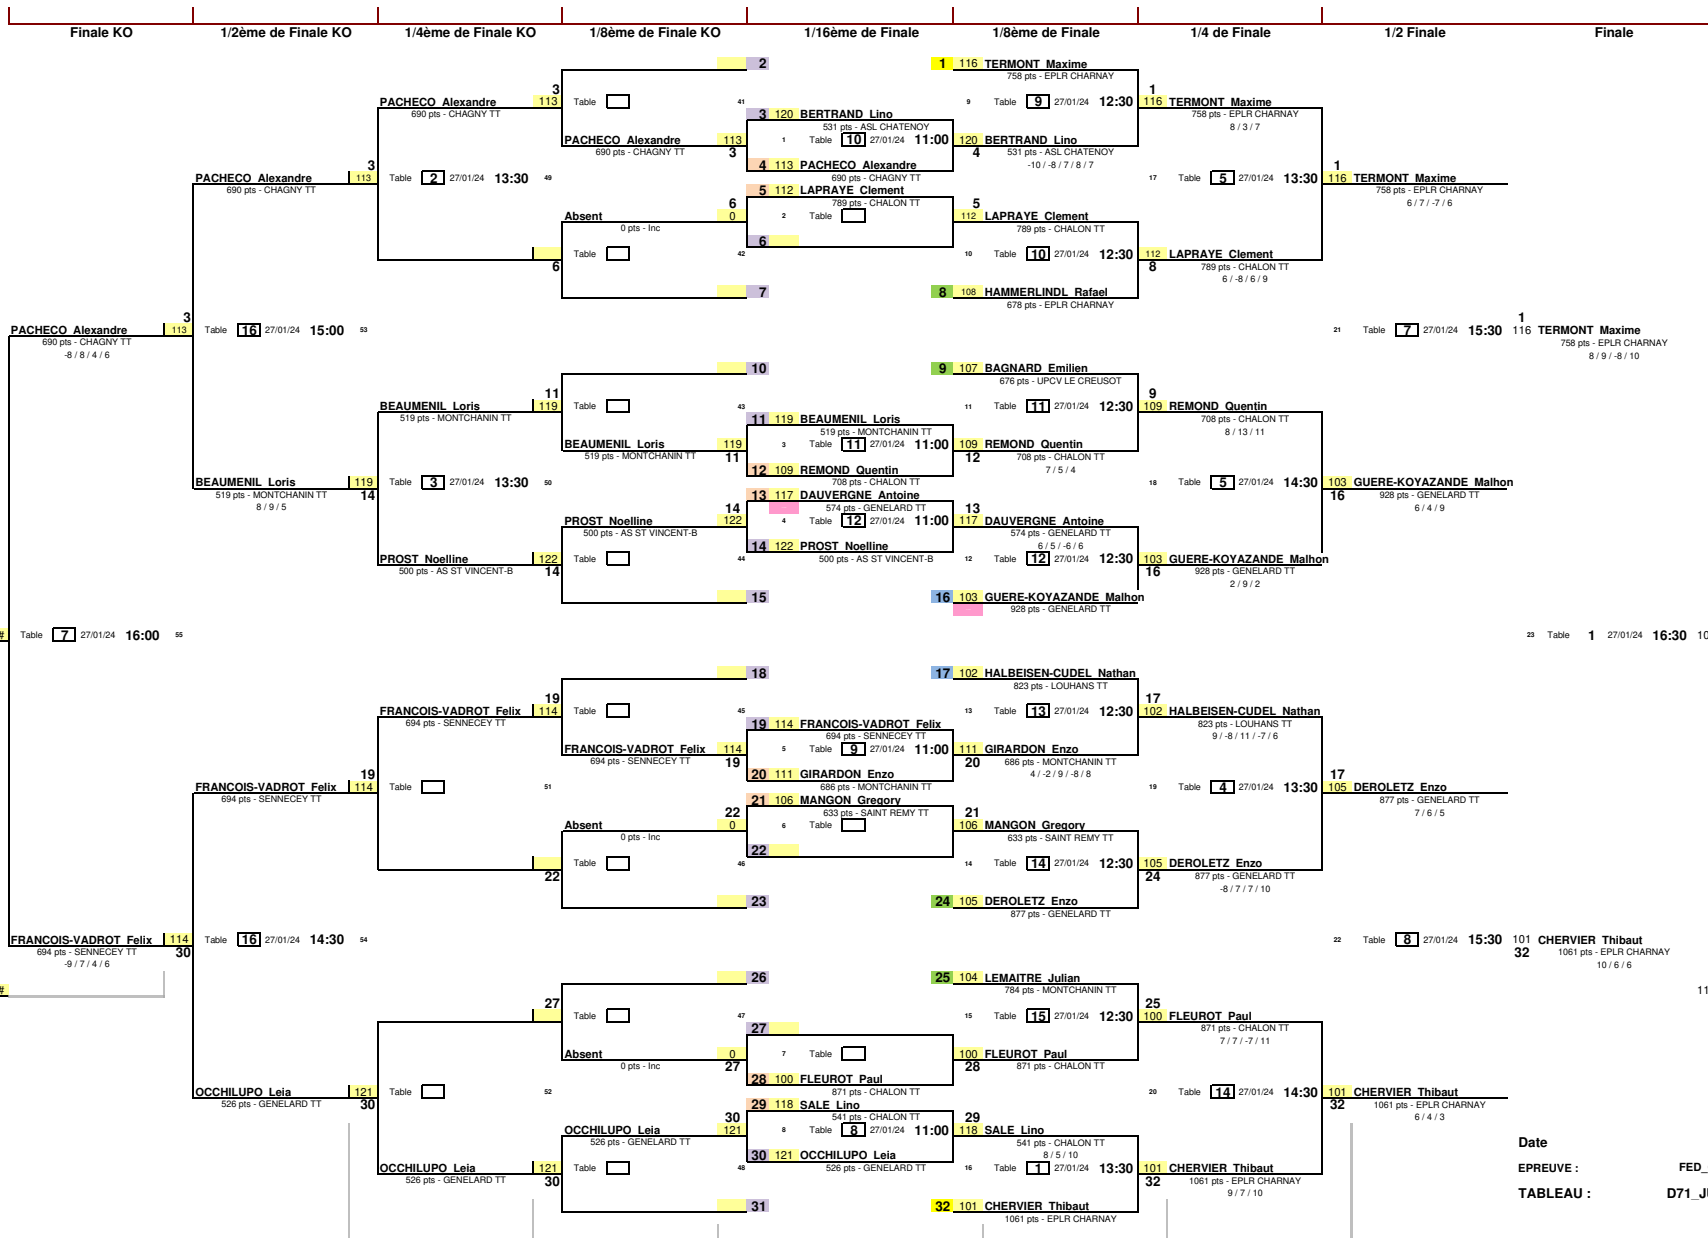 Finale KO 1/2ème de Finale KO 1/4ème de Finale KO 1/8ème de Finale KO 1/16ème de Finale 1/8ème de Finale 1/4 de Finale 1/2 Finale Finale
2 1 116 TERMONT Maxime
758 pts - EPLR CHARNAY
3 1
PACHECO Alexandre 113 Table 41 9 Table 9 27/01/24 12:30 116 TERMONT Maxime
690 pts - CHAGNY TT 3 120 BERTRAND Lino 758 pts - EPLR CHARNAY
531 pts - ASL CHATENOY 8 / 3 / 7
PACHECO Alexandre 113 1 Table 10 27/01/24 11:00 120 BERTRAND Lino
690 pts - CHAGNY TT 3 4 531 pts - ASL CHATENOY
3 4 113 PACHECO Alexandre -10 / -8 / 7 / 8 / 7 1
PACHECO Alexandre 113 Table 2 27/01/24 13:30 49 690 pts - CHAGNY TT 17 Table 5 27/01/24 13:30 116 TERMONT Maxime
690 pts - CHAGNY TT 5 112 LAPRAYE Clement 758 pts - EPLR CHARNAY
6 789 pts - CHALON TT 5 6 / 7 / -7 / 6
Absent 0 2 Table 112 LAPRAYE Clement
0 pts - Inc 789 pts - CHALON TT
6
Table 42 10 Table 10 27/01/24 12:30 112 LAPRAYE Clement
6 8 789 pts - CHALON TT
6 / -8 / 6 / 9
7 8 108 HAMMERLINDL Rafael
678 pts - EPLR CHARNAY
3 1
PACHECO Alexandre 113 Table 16 27/01/24 15:00 53 21 Table 7 27/01/24 15:30 116 TERMONT Maxime
690 pts - CHAGNY TT 758 pts - EPLR CHARNAY
-8 / 8 / 4 / 6 8 / 9 / -8 / 10
10 9 107 BAGNARD Emilien
676 pts - UPCV LE CREUSOT
11 9
BEAUMENIL Loris 119 Table 43 11 Table 11 27/01/24 12:30 109 REMOND Quentin
519 pts - MONTCHANIN TT 11 119 BEAUMENIL Loris 708 pts - CHALON TT
519 pts - MONTCHANIN TT 8 / 13 / 11
BEAUMENIL Loris 119 3 Table 11 27/01/24 11:00 109 REMOND Quentin
519 pts - MONTCHANIN TT 11 12 708 pts - CHALON TT
12 109 REMOND Quentin 7 / 5 / 4
BEAUMENIL Loris 119 Table 3 27/01/24 13:30 50 708 pts - CHALON TT 18 Table 5 27/01/24 14:30 103 GUERE-KOYAZANDE Malhon
519 pts - MONTCHANIN TT 14 13 117 DAUVERGNE Antoine 16 928 pts - GENELARD TT
8 / 9 / 5 14 574 pts - GENELARD TT 13 6 / 4 / 9
PROST Noelline 122 4 Table 12 27/01/24 11:00 117 DAUVERGNE Antoine
500 pts - AS ST VINCENT-B 574 pts - GENELARD TT
14 122 PROST Noelline 6 / 5 / -6 / 6
PROST Noelline 122 Table 44 500 pts - AS ST VINCENT-B 12 Table 12 27/01/24 12:30 103 GUERE-KOYAZANDE Malhon
500 pts - AS ST VINCENT-B 14 16 928 pts - GENELARD TT
2 / 9 / 2
15 16 103 GUERE-KOYAZANDE Malhon
928 pts - GENELARD TT
# Table 7 27/01/24 16:00 55 23 Table 1 27/01/24 16:30 10
18 17 102 HALBEISEN-CUDEL Nathan
823 pts - LOUHANS TT
19 17
FRANCOIS-VADROT Felix 114 Table 45 13 Table 13 27/01/24 12:30 102 HALBEISEN-CUDEL Nathan
694 pts - SENNECEY TT 19 114 FRANCOIS-VADROT Felix 823 pts - LOUHANS TT
694 pts - SENNECEY TT 9 / -8 / 11 / -7 / 6
FRANCOIS-VADROT Felix 114 5 Table 9 27/01/24 11:00 111 GIRARDON Enzo
694 pts - SENNECEY TT 19 20 686 pts - MONTCHANIN TT
19 20 111 GIRARDON Enzo 4 / -2 / 9 / -8 / 8 17
FRANCOIS-VADROT Felix 114 Table 51 686 pts - MONTCHANIN TT 19 Table 4 27/01/24 13:30 105 DEROLETZ Enzo
694 pts - SENNECEY TT 21 106 MANGON Gregory 877 pts - GENELARD TT
22 633 pts - SAINT REMY TT 21 7 / 6 / 5
Absent 0 6 Table 106 MANGON Gregory
0 pts - Inc 633 pts - SAINT REMY TT
22
Table 46 14 Table 14 27/01/24 12:30 105 DEROLETZ Enzo
22 24 877 pts - GENELARD TT
-8 / 7 / 7 / 10
23 24 105 DEROLETZ Enzo
877 pts - GENELARD TT
FRANCOIS-VADROT Felix 114 Table 16 27/01/24 14:30 54 22 Table 8 27/01/24 15:30 101 CHERVIER Thibaut
694 pts - SENNECEY TT 30 32 1061 pts - EPLR CHARNAY
-9 / 7 / 4 / 6 10 / 6 / 6
26 25 104 LEMAITRE Julian
# 784 pts - MONTCHANIN TT 11
27 25
Table 47 15 Table 15 27/01/24 12:30 100 FLEUROT Paul
27 871 pts - CHALON TT
7 / 7 / -7 / 11
Absent 0 7 Table 100 FLEUROT Paul
0 pts - Inc 27 28 871 pts - CHALON TT
28 100 FLEUROT Paul
OCCHILUPO Leia 121 Table 52 871 pts - CHALON TT 20 Table 14 27/01/24 14:30 101 CHERVIER Thibaut
526 pts - GENELARD TT 30 29 118 SALE Lino 32 1061 pts - EPLR CHARNAY
30 541 pts - CHALON TT 29 6 / 4 / 3
OCCHILUPO Leia 121 8 Table 8 27/01/24 11:00 118 SALE Lino
526 pts - GENELARD TT 541 pts - CHALON TT Date
30 121 OCCHILUPO Leia 8 / 5 / 10
OCCHILUPO Leia 121 Table 48 526 pts - GENELARD TT 16 Table 1 27/01/24 13:30 101 CHERVIER Thibaut EPREUVE : FED_
526 pts - GENELARD TT 30 32 1061 pts - EPLR CHARNAY
9 / 7 / 10 TABLEAU : D71_JU
31 32 101 CHERVIER Thibaut
1061 pts - EPLR CHARNAY